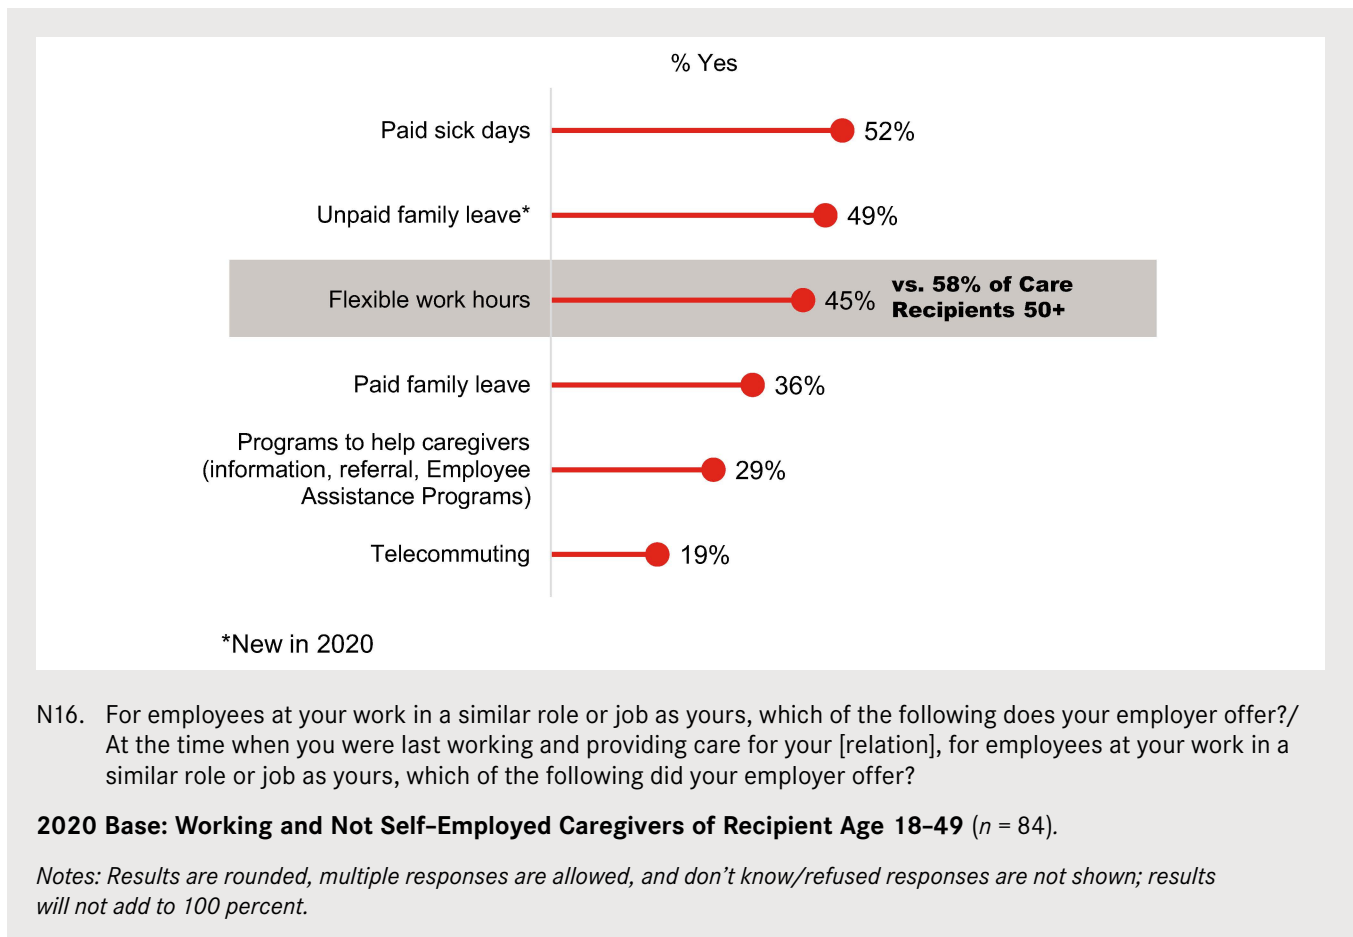 % Yes
Paid sick days 52%
Unpaid family leave* 49%
Flexible work hours 45% vs. 58% of Care
Recipients 50+
Paid family leave 36%
Programs to help caregivers
(information, referral, Employee 29%
Assistance Programs)
Telecommuting 19%
*New in 2020
N16. For employees at your work in a similar role or job as yours, which of the following does your employer offer?/
At the time when you were last working and providing care for your [relation], for employees at your work in a
similar role or job as yours, which of the following did your employer offer?
2020 Base: Working and Not Self-Employed Caregivers of Recipient Age 18–49 (n = 84).
Notes: Results are rounded, multiple responses are allowed, and don’t know/refused responses are not shown; results
will not add to 100 percent.